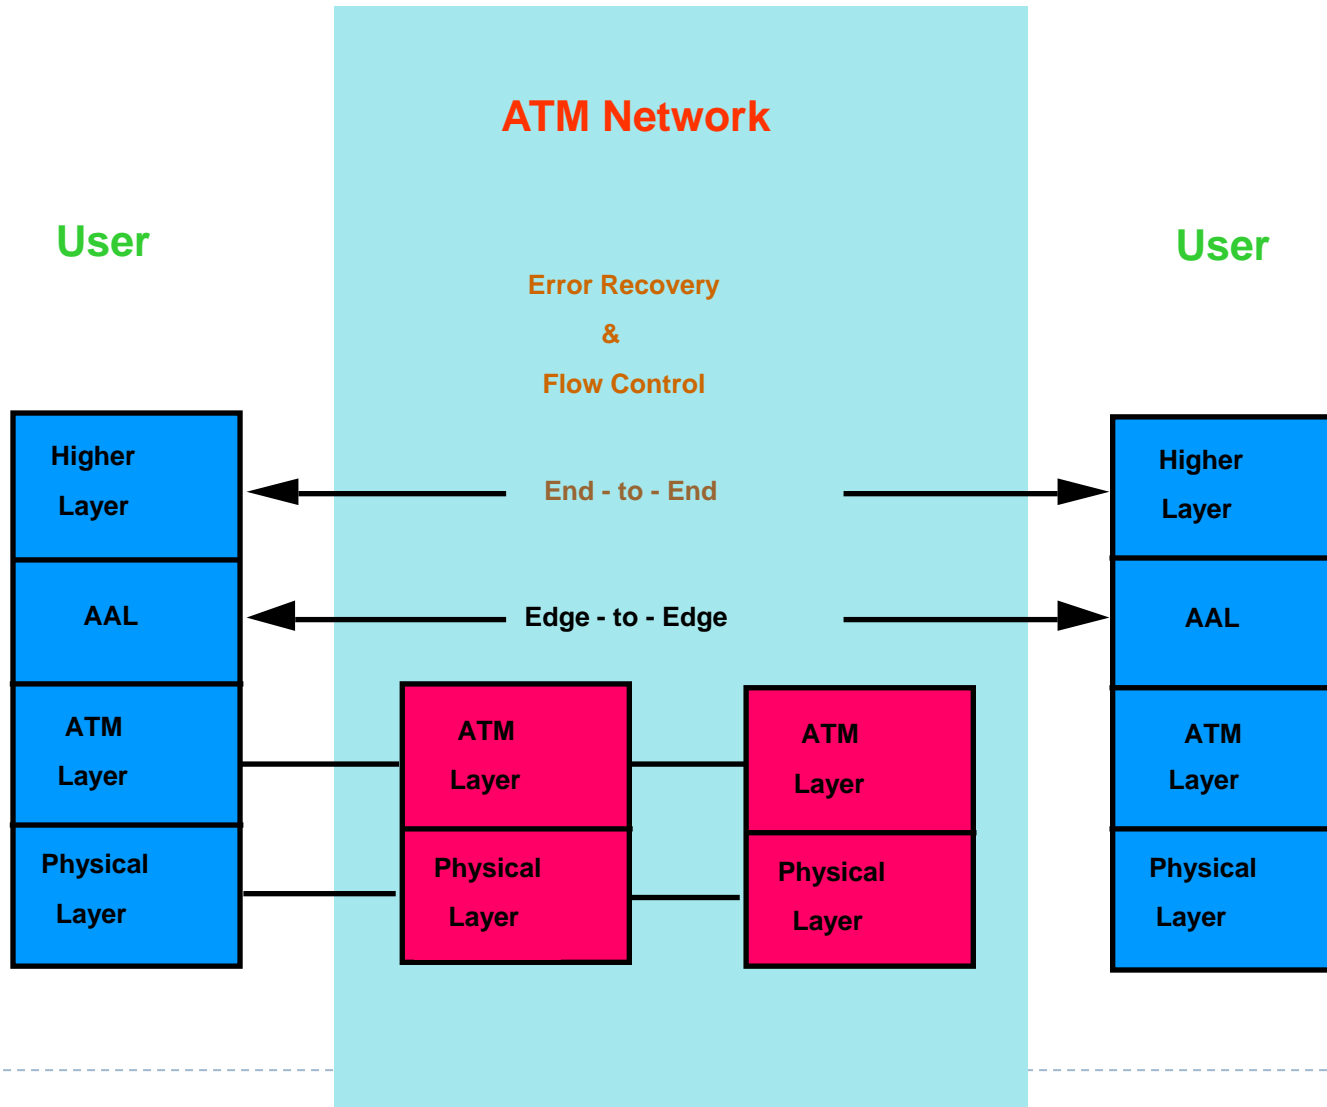 ATM Network
User
User
Error Recovery
&
Flow Control
Higher
Layer
End - to - End
Higher
Layer
AAL
Edge - to - Edge
AAL
ATM
Layer
ATM
Layer
ATM
Layer
ATM
Layer
Physical
Layer
Physical
Layer
Physical
Layer
Physical
Layer